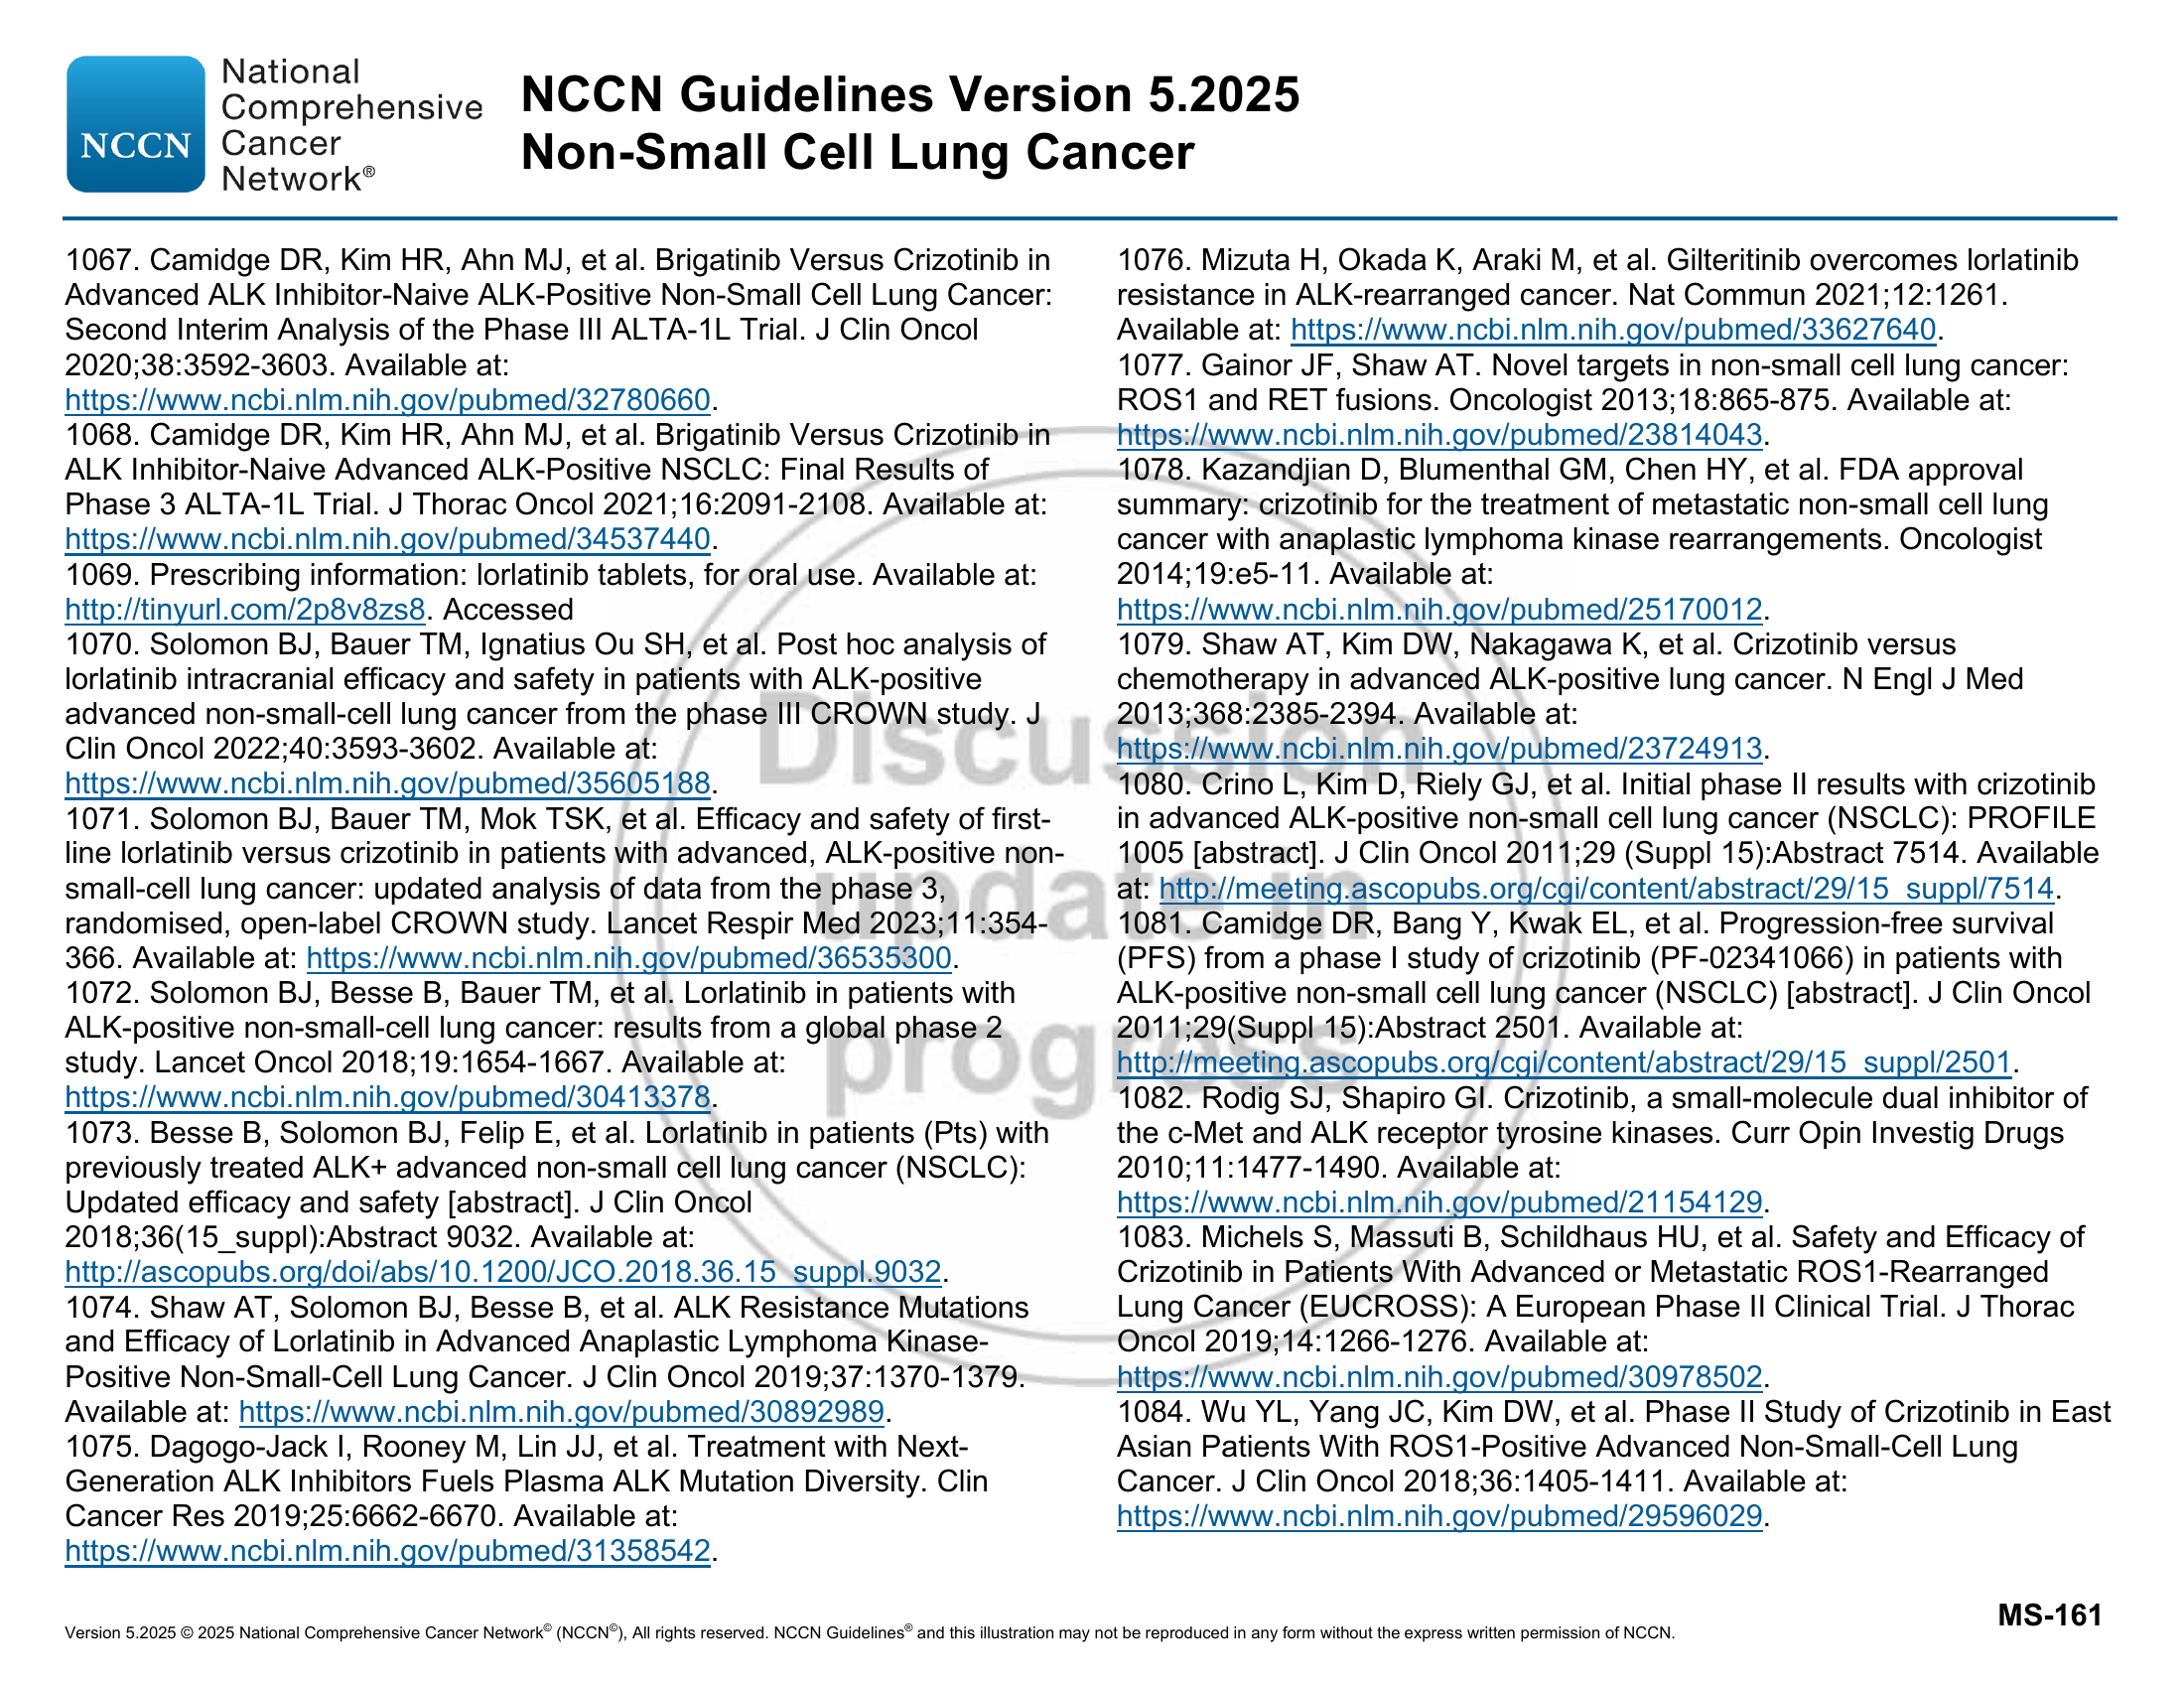 National
Comprehensive
Cancer
Network®
NCCN
NCCN Guidelines Version 5.2025
Non-Small Cell Lung Cancer
1067. Camidge DR, Kim HR, Ahn MJ, et al. Brigatinib Versus Crizotinib in
Advanced ALK Inhibitor-Naive ALK-Positive Non-Small Cell Lung Cancer:
Second Interim Analysis of the Phase III ALTA-1L Trial. J Clin Oncol
2020;38:3592-3603. Available at:
https://www.ncbi.nlm.nih.gov/pubmed/32780660.
1068. Camidge DR, Kim HR, Ahn MJ, et al. Brigatinib Versus Crizotinib in
ALK Inhibitor-Naive Advanced ALK-Positive NSCLC: Final Results of
Phase 3 ALTA-1L Trial. J Thorac Oncol 2021;16:2091-2108. Available at:
https://www.ncbi.nlm.nih.gov/pubmed/34537440.
1069. Prescribing information: lorlatinib tablets, for oral use. Available at:
http://tinyurl.com/2p8v8zs8. Accessed
1070. Solomon BJ, Bauer TM, Ignatius Ou SH, et al. Post hoc analysis of
lorlatinib intracranial efficacy and safety in patients with ALK-positive
advanced non-small-cell lung cancer from the phase III CROWN study. J
Clin Oncol 2022;40:3593-3602. Available at:
https://www.ncbi.nlm.nih.gov/pubmed/35605188.
1071. Solomon BJ, Bauer TM, Mok TSK, et al. Efficacy and safety of first-
line lorlatinib versus crizotinib in patients with advanced, ALK-positive non-
small-cell lung cancer: updated analysis of data from the phase 3,
randomised, open-label CROWN study. Lancet Respir Med 2023;11:354-
366. Available at: https://www.ncbi.nlm.nih.gov/pubmed/36535300.
1072. Solomon BJ, Besse B, Bauer TM, et al. Lorlatinib in patients with
ALK-positive non-small-cell lung cancer: results from a global phase 2
study. Lancet Oncol 2018;19:1654-1667. Available at:
https://www.ncbi.nlm.nih.gov/pubmed/30413378.
1073. Besse B, Solomon BJ, Felip E, et al. Lorlatinib in patients (Pts) with
previously treated ALK+ advanced non-small cell lung cancer (NSCLC):
Updated efficacy and safety [abstract]. J Clin Oncol
2018;36(15_suppl):Abstract 9032. Available at:
http://ascopubs.org/doi/abs/10.1200/JCO.2018.36.15_suppl.9032.
1074. Shaw AT, Solomon BJ, Besse B, et al. ALK Resistance Mutations
and Efficacy of Lorlatinib in Advanced Anaplastic Lymphoma Kinase-
Positive Non-Small-Cell Lung Cancer. J Clin Oncol 2019;37:1370-1379.
Available at: https://www.ncbi.nlm.nih.gov/pubmed/30892989.
1075. Dagogo-Jack I, Rooney M, Lin JJ, et al. Treatment with Next-
Generation ALK Inhibitors Fuels Plasma ALK Mutation Diversity. Clin
Cancer Res 2019;25:6662-6670. Available at:
https://www.ncbi.nlm.nih.gov/pubmed/31358542.
1076. Mizuta H, Okada K, Araki M, et al. Gilteritinib overcomes lorlatinib
resistance in ALK-rearranged cancer. Nat Commun 2021;12:1261.
Available at: https://www.ncbi.nlm.nih.gov/pubmed/33627640.
1077. Gainor JF, Shaw AT. Novel targets in non-small cell lung cancer:
ROS1 and RET fusions. Oncologist 2013;18:865-875. Available at:
https://www.ncbi.nlm.nih.gov/pubmed/23814043.
1078. Kazandjian D, Blumenthal GM, Chen HY, et al. FDA approval
summary: crizotinib for the treatment of metastatic non-small cell lung
cancer with anaplastic lymphoma kinase rearrangements. Oncologist
2014;19:e5-11. Available at:
https://www.ncbi.nlm.nih.gov/pubmed/25170012.
1079. Shaw AT, Kim DW, Nakagawa K, et al. Crizotinib versus
chemotherapy in advanced ALK-positive lung cancer. N Engl J Med
2013;368:2385-2394. Available at:
https://www.ncbi.nlm.nih.gov/pubmed/23724913.
1080. Crino L, Kim D, Riely GJ, et al. Initial phase II results with crizotinib
in advanced ALK-positive non-small cell lung cancer (NSCLC): PROFILE
1005 [abstract]. J Clin Oncol 2011;29 (Suppl 15):Abstract 7514. Available
at: http://meeting.ascopubs.org/cgi/content/abstract/29/15_suppl/7514.
1081. Camidge DR, Bang Y, Kwak EL, et al. Progression-free survival
(PFS) from a phase I study of crizotinib (PF-02341066) in patients with
ALK-positive non-small cell lung cancer (NSCLC) [abstract]. J Clin Oncol
2011;29(Suppl 15):Abstract 2501. Available at:
http://meeting.ascopubs.org/cgi/content/abstract/29/15_suppl/2501.
1082. Rodig SJ, Shapiro GI. Crizotinib, a small-molecule dual inhibitor of
the c-Met and ALK receptor tyrosine kinases. Curr Opin Investig Drugs
2010;11:1477-1490. Available at:
https://www.ncbi.nlm.nih.gov/pubmed/21154129.
1083. Michels S, Massuti B, Schildhaus HU, et al. Safety and Efficacy of
Crizotinib in Patients With Advanced or Metastatic ROS1-Rearranged
Lung Cancer (EUCROSS): A European Phase II Clinical Trial. J Thorac
Oncol 2019;14:1266-1276. Available at:
https://www.ncbi.nlm.nih.gov/pubmed/30978502.
1084. Wu YL, Yang JC, Kim DW, et al. Phase II Study of Crizotinib in East
Asian Patients With ROS1-Positive Advanced Non-Small-Cell Lung
Cancer. J Clin Oncol 2018;36:1405-1411. Available at:
https://www.ncbi.nlm.nih.gov/pubmed/29596029.
Discussion
update in
progress
MS-161
Version 5.2025 © 2025 National Comprehensive Cancer Network© (NCCN©), All rights reserved. NCCN Guidelines® and this illustration may not be reproduced in any form without the express written permission of NCCN.